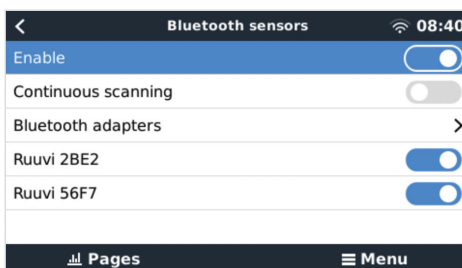 Bluetooth sensors 08:40
Enable
Continuous scanning
Bluetooth adapters
Ruuvi 2BE2
Ruuvi 56F7
Pages Menu